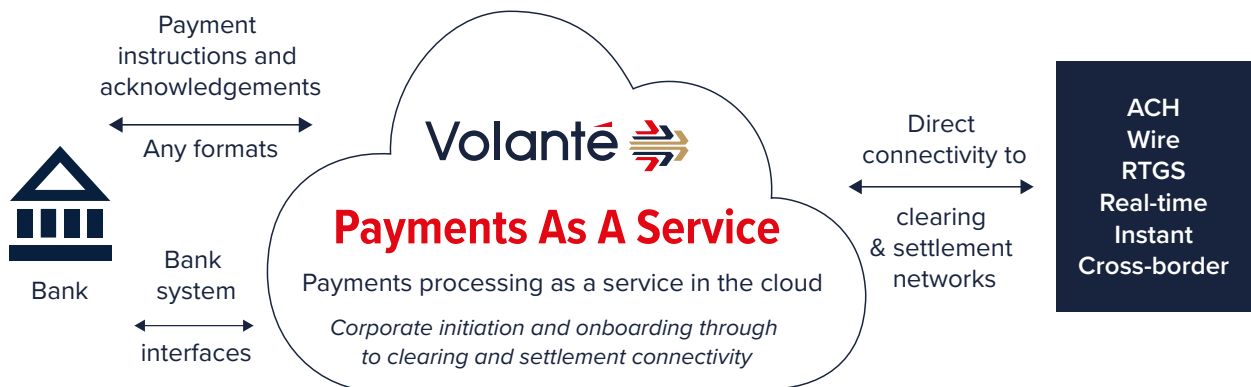 Payment
instructions and
acknowledgements
Any formats
Bank
Bank
system
interfaces
Volanté
Payments As A Service
Payments processing as a service in the cloud
Corporate initiation and onboarding through
to clearing and settlement connectivity
Direct
connectivity to
clearing
& settlement
networks
ACH
Wire
RTGS
Real-time
Instant
Cross-border